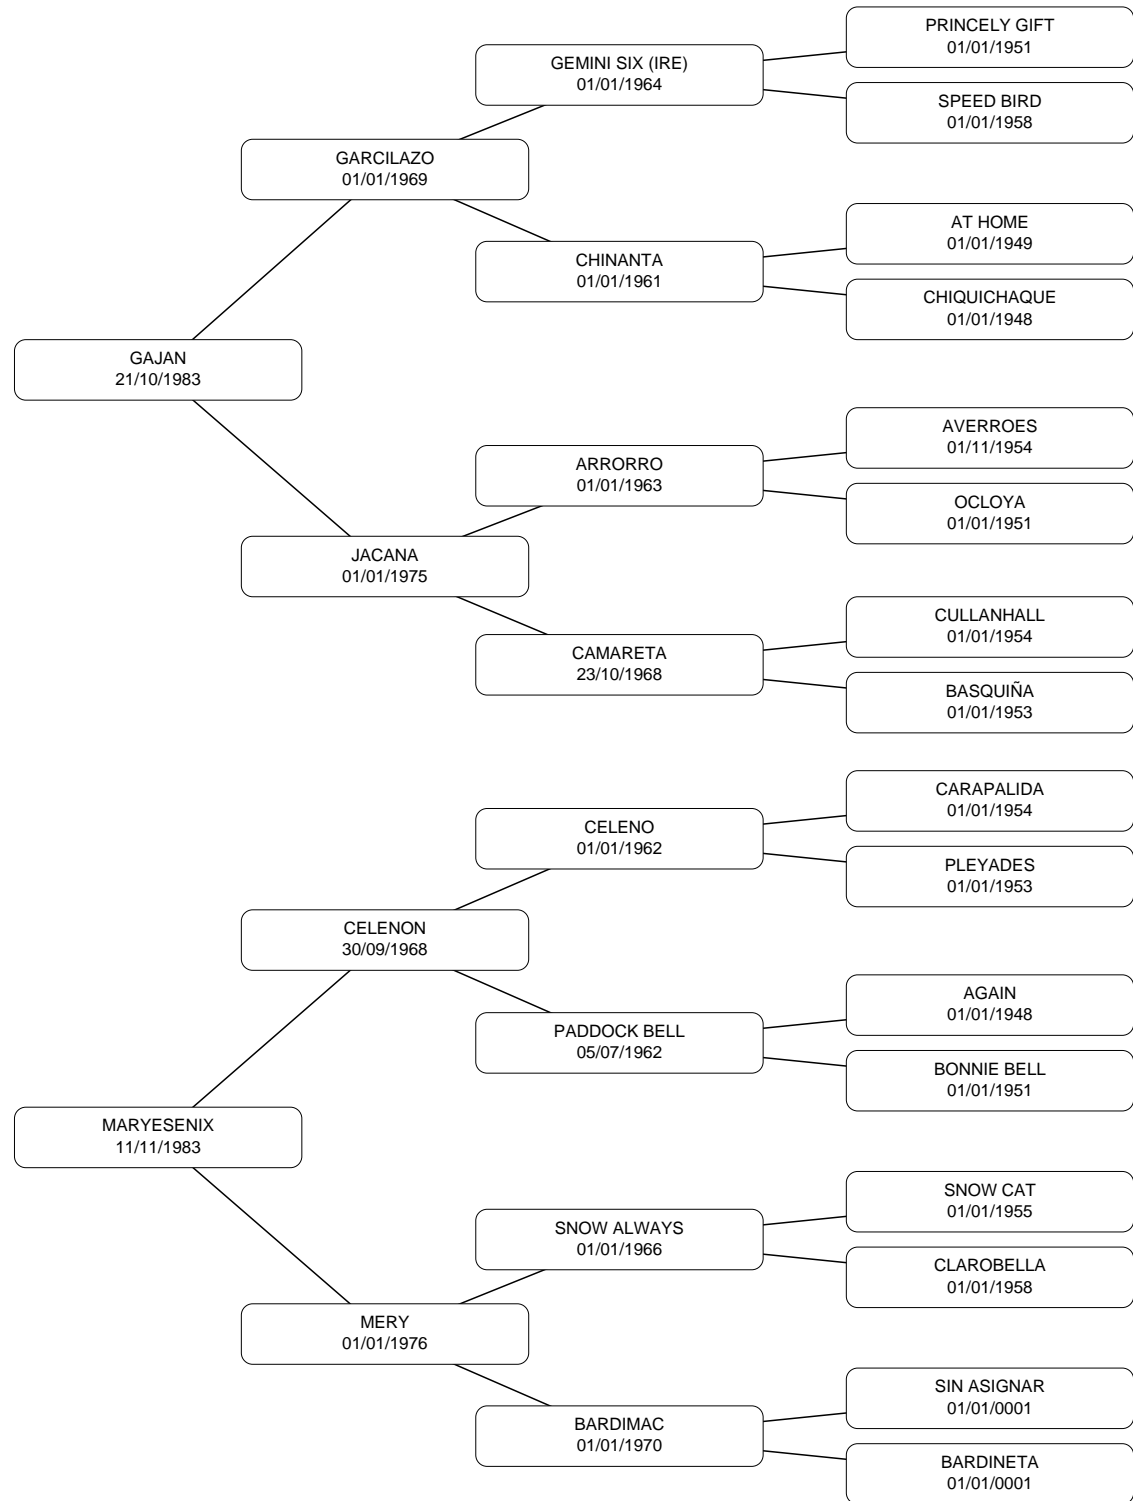 PRINCELY GIFT
01/01/1951
GEMINI SIX (IRE)
01/01/1964
SPEED BIRD
01/01/1958
GARCILAZO
01/01/1969
AT HOME
01/01/1949
CHINANTA
01/01/1961
CHIQUICHAQUE
01/01/1948
GAJAN
21/10/1983
AVERROES
01/11/1954
ARRORRO
01/01/1963
OCLOYA
01/01/1951
JACANA
01/01/1975
CULLANHALL
01/01/1954
CAMARETA
23/10/1968
BASQUIÑA
01/01/1953
CARAPALIDA
01/01/1954
CELENO
01/01/1962
PLEYADES
01/01/1953
CELENON
30/09/1968
AGAIN
01/01/1948
PADDOCK BELL
05/07/1962
BONNIE BELL
01/01/1951
MARYESENIX
11/11/1983
SNOW CAT
01/01/1955
SNOW ALWAYS
01/01/1966
CLAROBELLA
01/01/1958
MERY
01/01/1976
SIN ASIGNAR
01/01/0001
BARDIMAC
01/01/1970
BARDINETA
01/01/0001